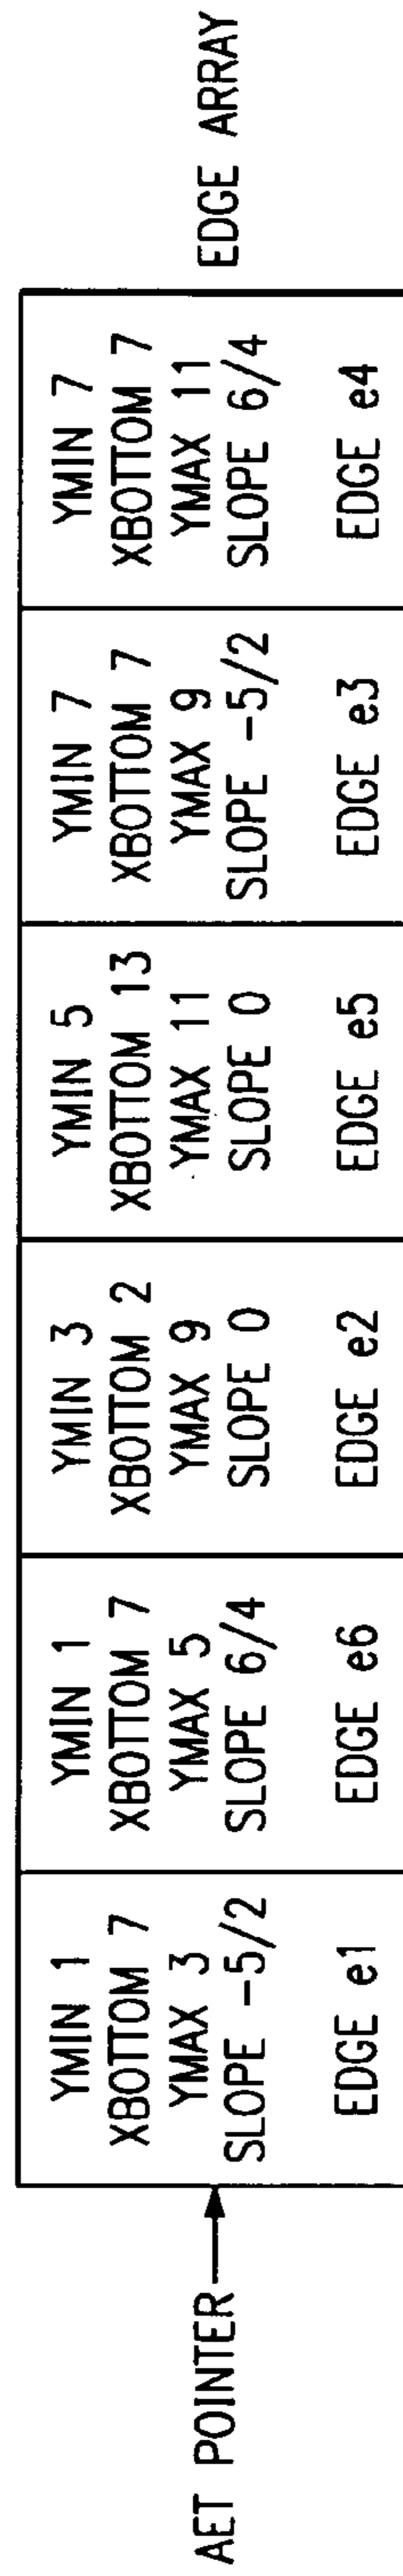 AET POINTER
YMIN 1
XBOTTOM 7
YMAX 3
SLOPE -5/2
EDGE e1
YMIN 1
XBOTTOM 7
YMAX 5
SLOPE 6/4
EDGE e6
YMIN 3
XBOTTOM 2
YMAX 9
SLOPE 0
EDGE e2
YMIN 5
XBOTTOM 13
YMAX 11
SLOPE 0
EDGE e5
YMIN 7
XBOTTOM 7
YMAX 9
SLOPE -5/2
EDGE e3
YMIN 7
XBOTTOM 7
YMAX 11
SLOPE 6/4
EDGE e4
EDGE ARRAY